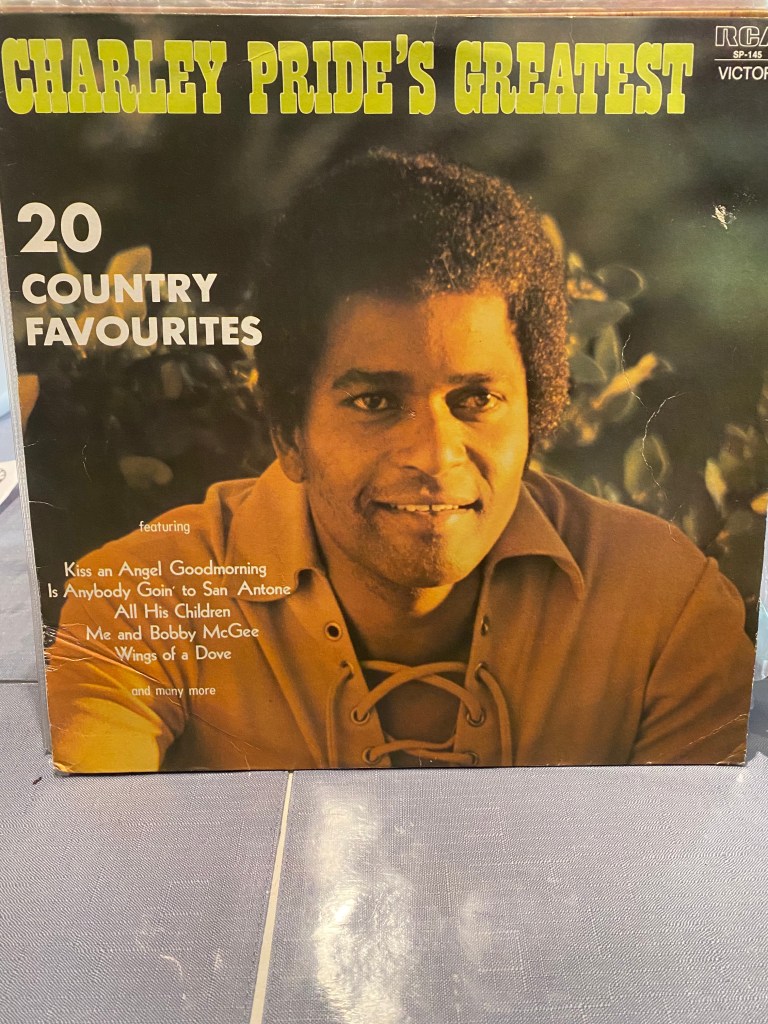 CHARLEY PRIDE'S GREATEST
RCA
SP-145
VICTOR
20
COUNTRY
FAVOURITES
featuring
Kiss an Angel Goodmorning
Is Anybody Goin' to San Antone
All His Children
Me and Bobby McGee
Wings of a Dove
and many more